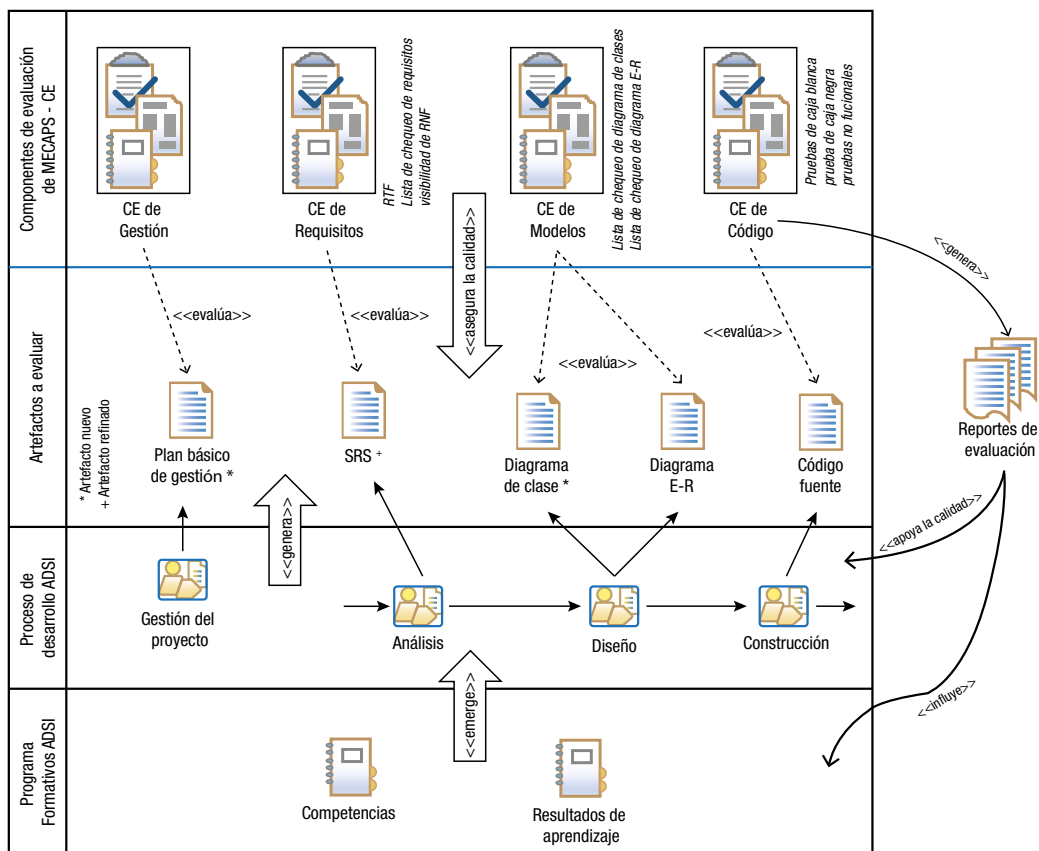 Componentes de evaluación
de MECAPS - CE
CE de
Gestión
CE de
Requisitos
RTF
Lista de chequeo de requisitos
visibilidad de RNF
CE de
Modelos
Lista de chequeo de diagrama de clases
Lista de chequeo de diagrama E-R
CE de
Código
Pruebas de caja blanca
prueba de caja negra
pruebas no fucionales
<<genera>>
<<asegura la calidad>>
Artefactos a evaluar
<<evalúa>>
<<evalúa>>
<<evalúa>>
<<evalúa>>
* Artefacto nuevo
+ Artefacto refinado
Plan básico
de gestión *
SRS +
Diagrama
de clase *
Diagrama
E-R
Código
fuente
Reportes de
evaluación
<<genera>>
<<apoya la calidad>>
Proceso de
desarrollo ADSI
Gestión del
proyecto
Análisis
Diseño
Construcción
<<emerge>>
<<influye>>
Programa
Formativos ADSI
Competencias
Resultados de
aprendizaje